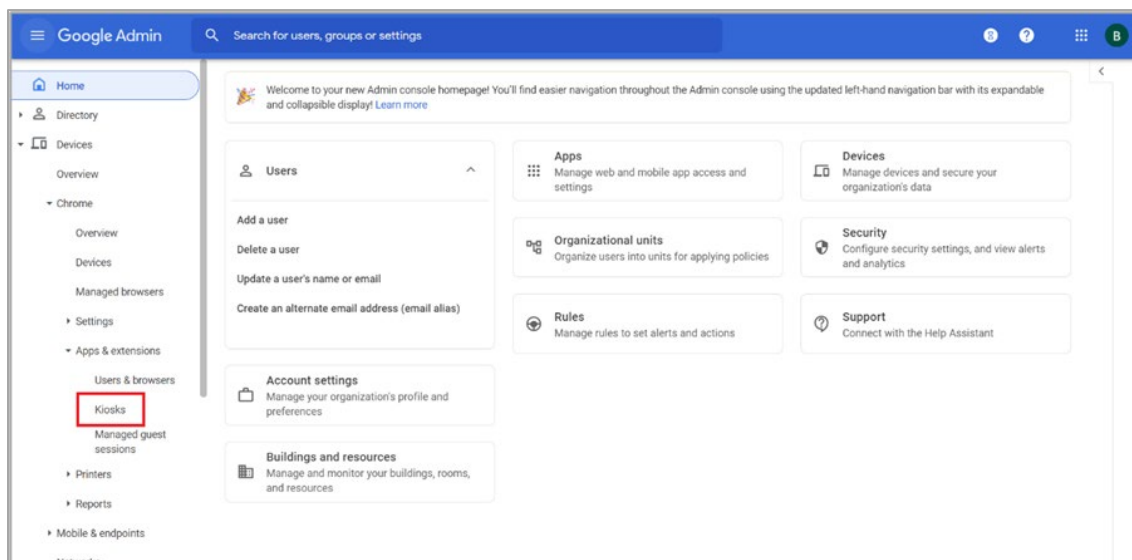 Google Admin
Search for users, groups or settings
B
Home
Directory
Devices
Overview
Chrome
Overview
Devices
Managed browsers
Settings
Apps & extensions
Users & browsers
Kiosks
Managed guest
sessions
Printers
Reports
Mobile & endpoints
Welcome to your new Admin console homepage! You'll find easier navigation throughout the Admin console using the updated left-hand navigation bar with its expandable
and collapsible display! Learn more
Users
Add a user
Delete a user
Update a user's name or email
Create an alternate email address (email alias)
Account settings
Manage your organization's profile and
preferences
Buildings and resources
Manage and monitor your buildings, rooms,
and resources
Apps
Manage web and mobile app access and
settings
Organizational units
Organize users into units for applying policies
Rules
Manage rules to set alerts and actions
Devices
Manage devices and secure your
organization's data
Security
Configure security settings, and view alerts
and analytics
Support
Connect with the Help Assistant